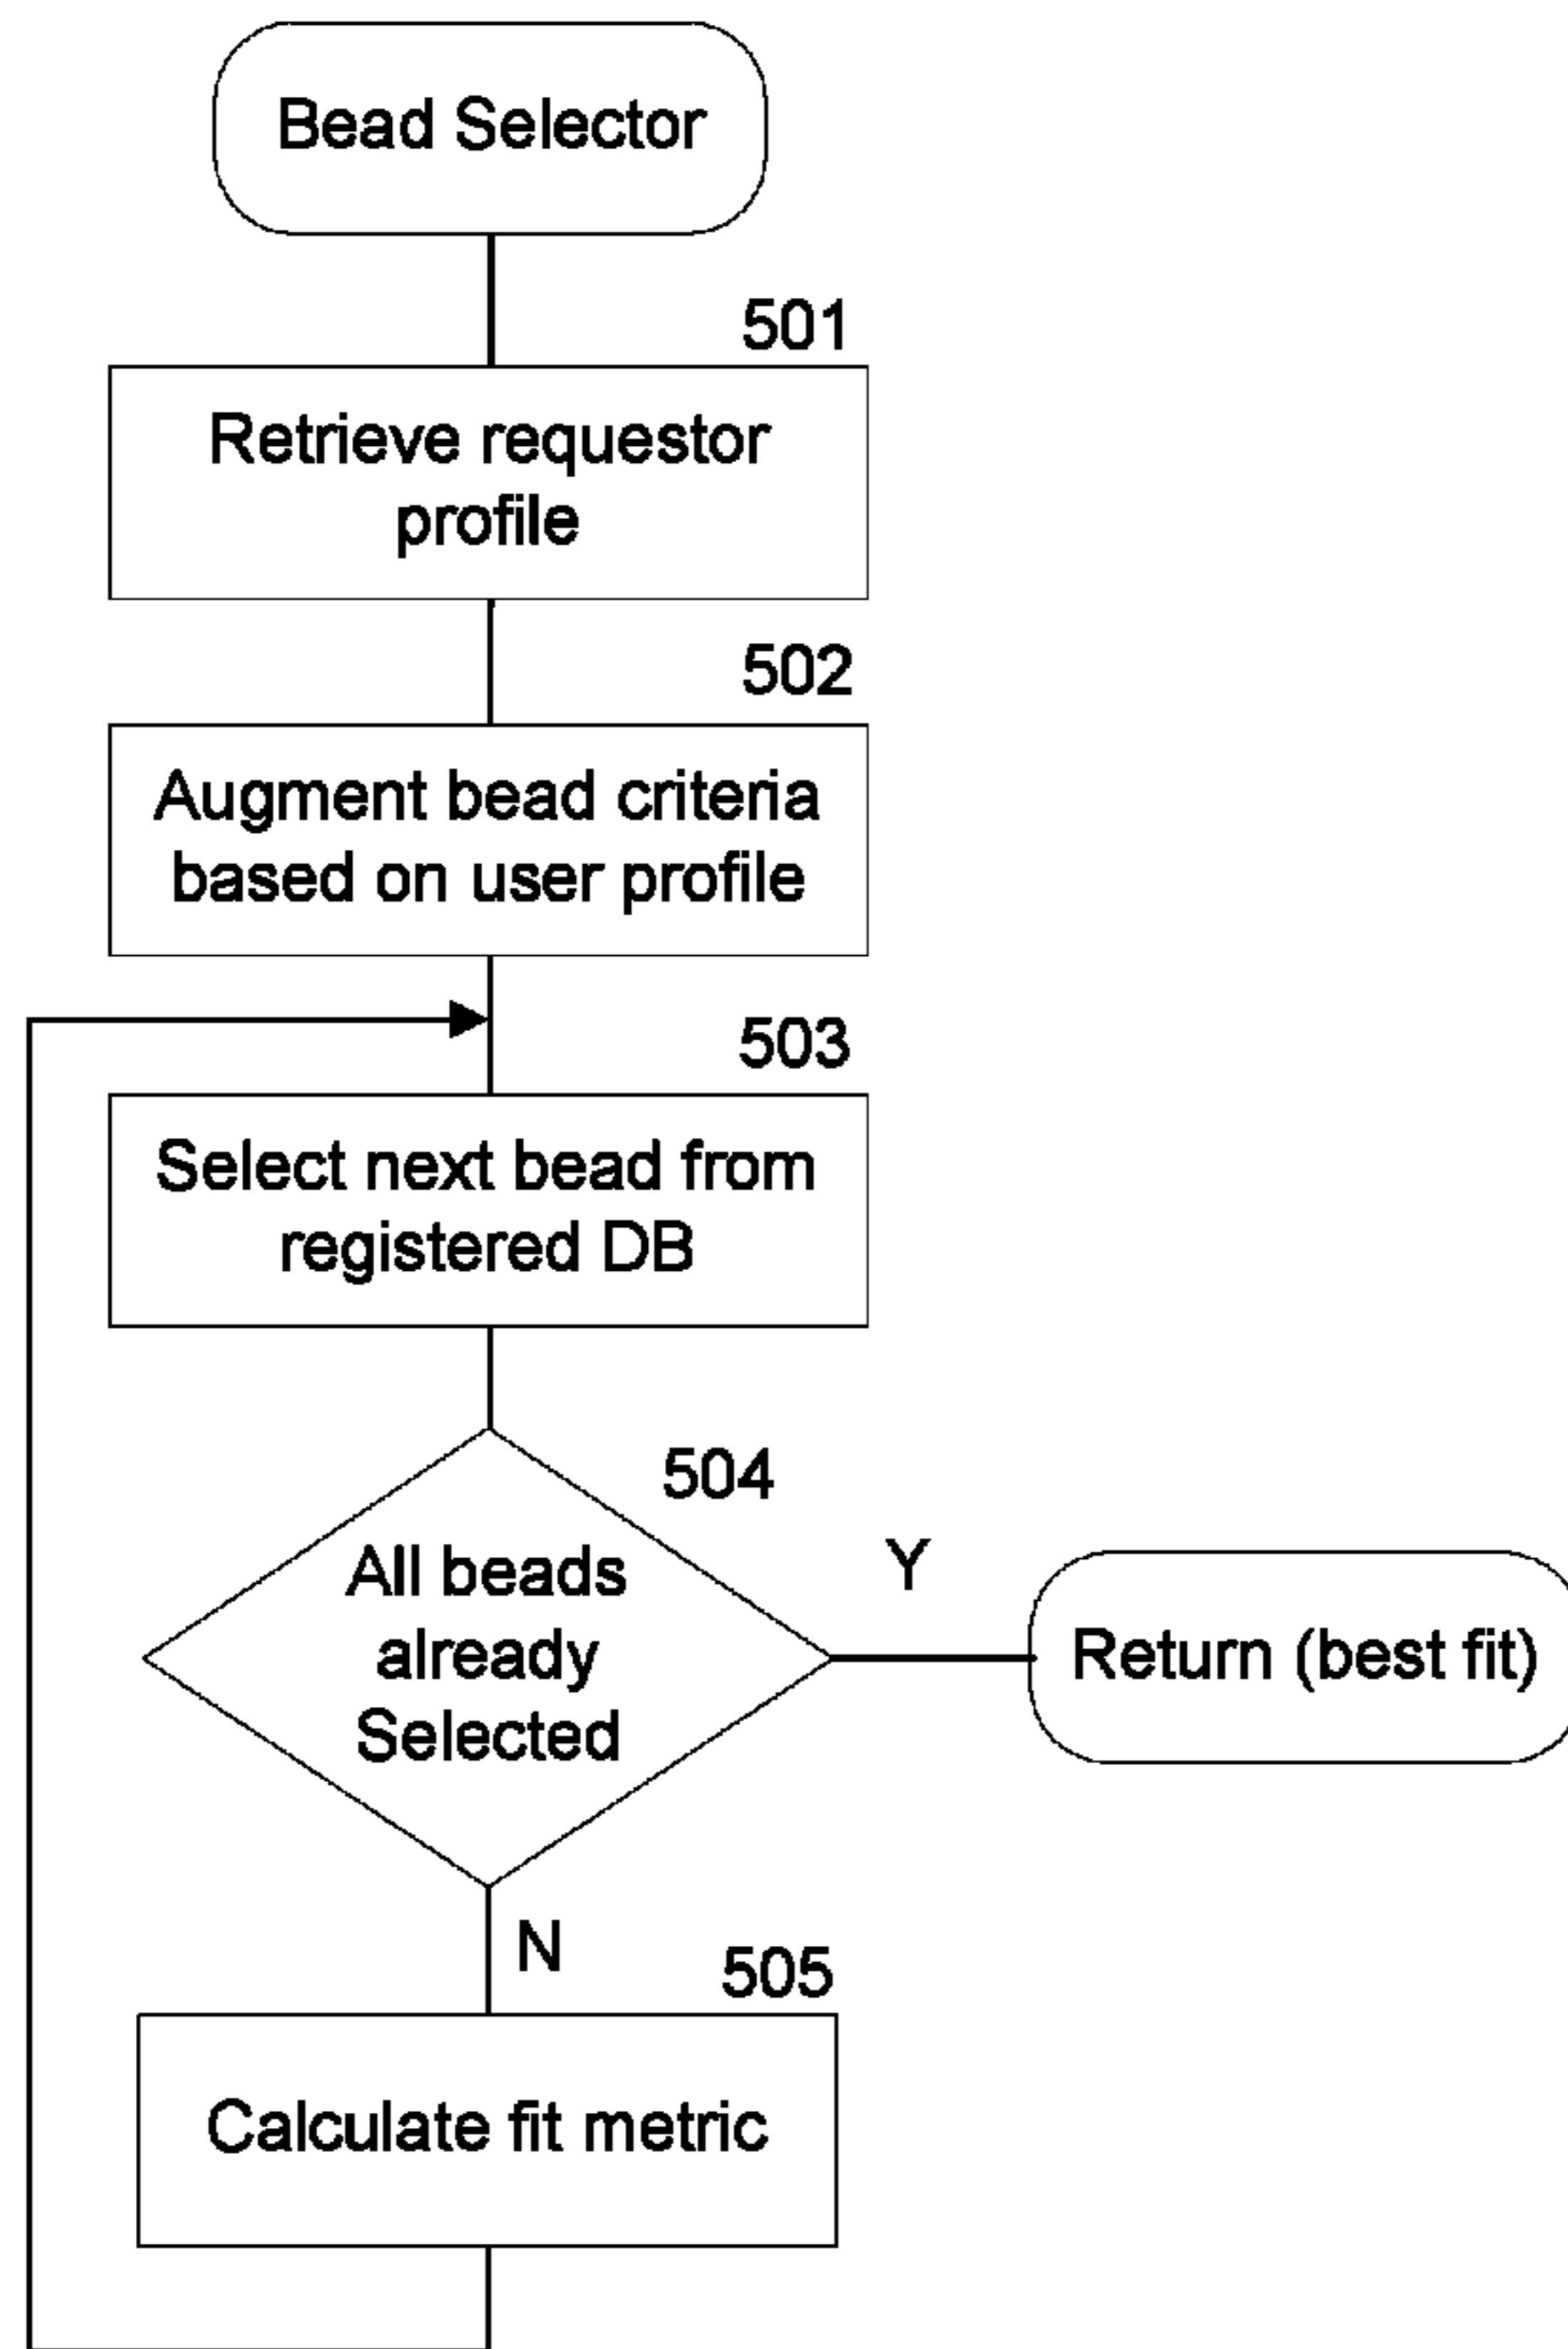 Bead Selector
501
Retrieve requestor
profile
502
Augment bead criteria
based on user profile
503
Select next bead from
registered DB
504
All beads
already
Selected
Y
Return (best fit)
N
505
Calculate fit metric